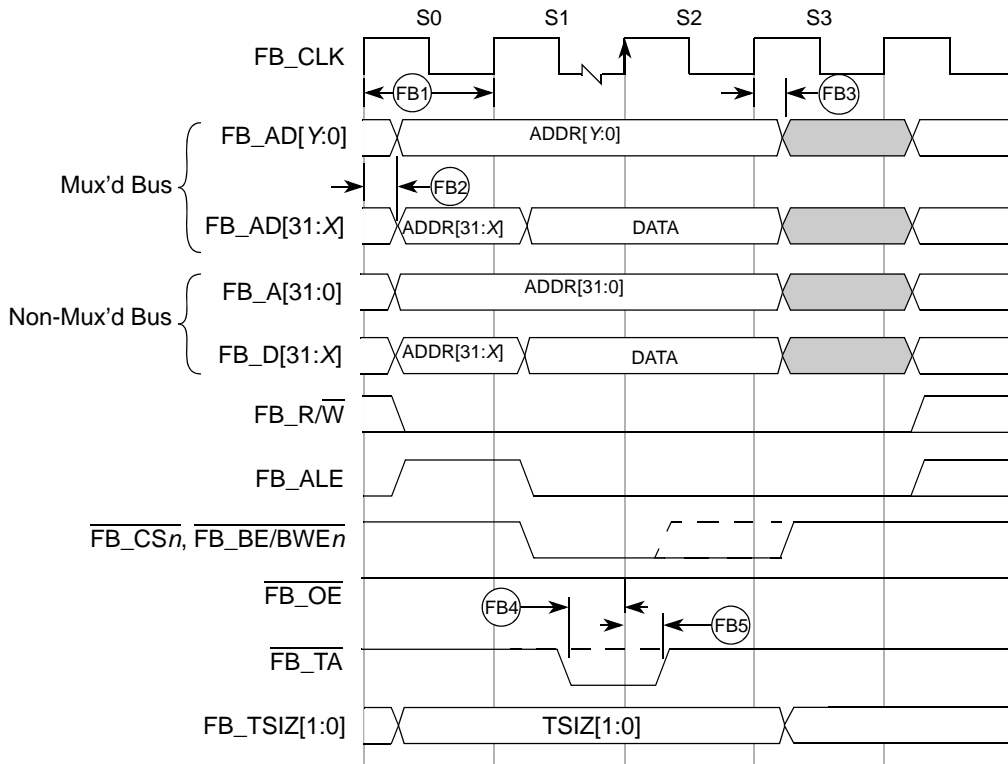 S0 S1 S2 S3
FB_CLK
FB1 FB3
FB_AD[Y:0] ADDR[Y:0]
Mux'd Bus
FB2
FB_AD[31:X] ADDR[31:X] DATA
FB_A[31:0] ADDR[31:0]
Non-Mux'd Bus
FB_D[31:X] ADDR[31:X] DATA
FB_R/W
FB_ALE
FB_CSn, FB_BE/BWEn
FB_OE
FB4 FB5
FB_TA
FB_TSIZ[1:0] TSIZ[1:0]